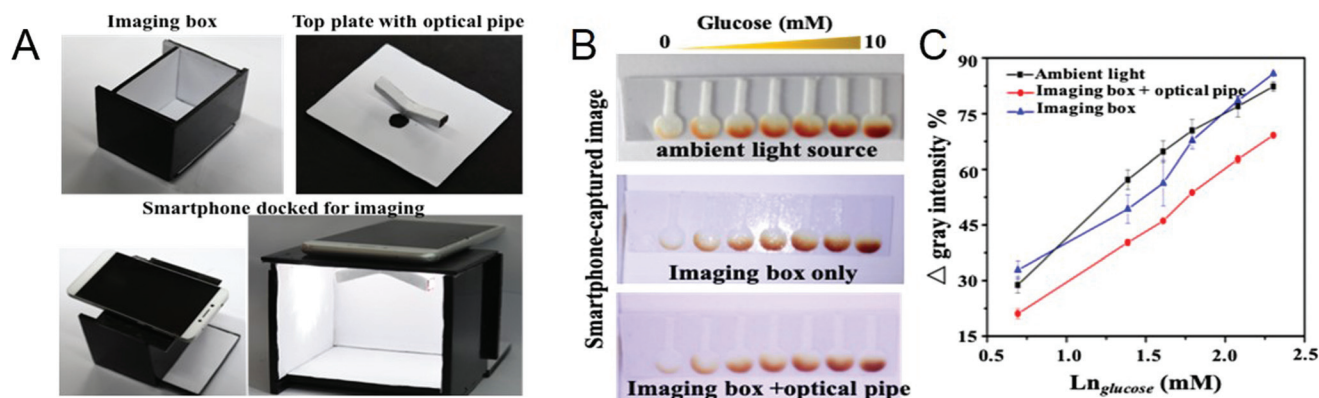 A
Imaging box
Top plate with optical pipe
Smartphone docked for imaging
B
Glucose (mM)
0
10
Smartphone-captured image
ambient light source
Imaging box only
Imaging box +optical pipe
C
90
75
60
45
30
15
△ gray intensity %
Ambient light
Imaging box + optical pipe
Imaging box
0.5
1.0
1.5
2.0
2.5
Ln glucose (mM)